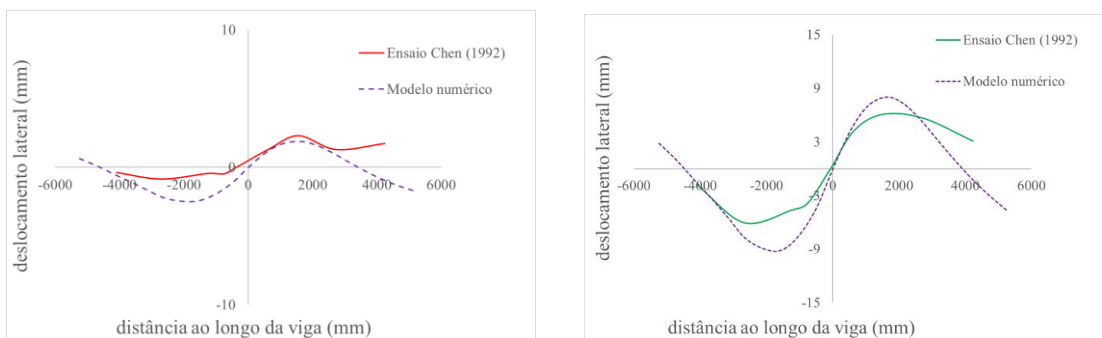 10
Ensaio Chen (1992)
Modelo numérico
deslocamento lateral (mm)
0
-6000 -4000 -2000 0 2000 4000 6000
-10
distância ao longo da viga (mm)
15
Ensaio Chen (1992)
9
Modelo numérico
3
deslocamento lateral (mm)
-6000 -4000 -2000 0 2000 4000 6000
-3
-9
-15
distância ao longo da viga (mm)